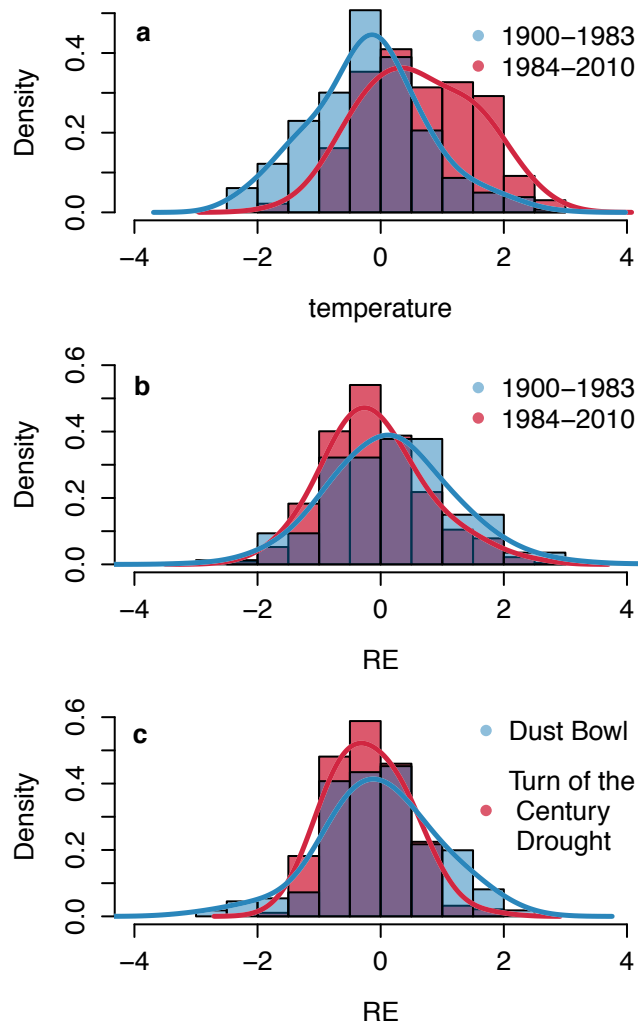 a
1900−1983
1984−2010
Density
0.0
0.2
0.4
−4
−2
0
2
4
temperature
b
1900−1983
1984−2010
Density
0.0
0.2
0.4
0.6
−4
−2
0
2
4
RE
c
Dust Bowl
Turn of the
Century
Drought
Density
0.0
0.2
0.4
0.6
−4
−2
0
2
4
RE